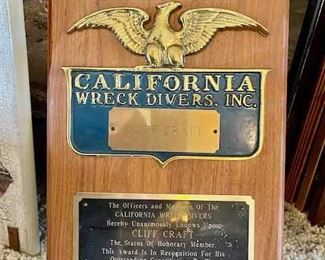 CALIFORNIA
WRECK DIVERS, INC.
CLIFF CRAFT
The Officers and Members Of The
CALIFORNIA WRECK DIVERS
Hereby Unanimously Endows Upon
CLIFF CRAFT
The Status Of Honorary Member
This Award Is In Recognition For His
Outstanding